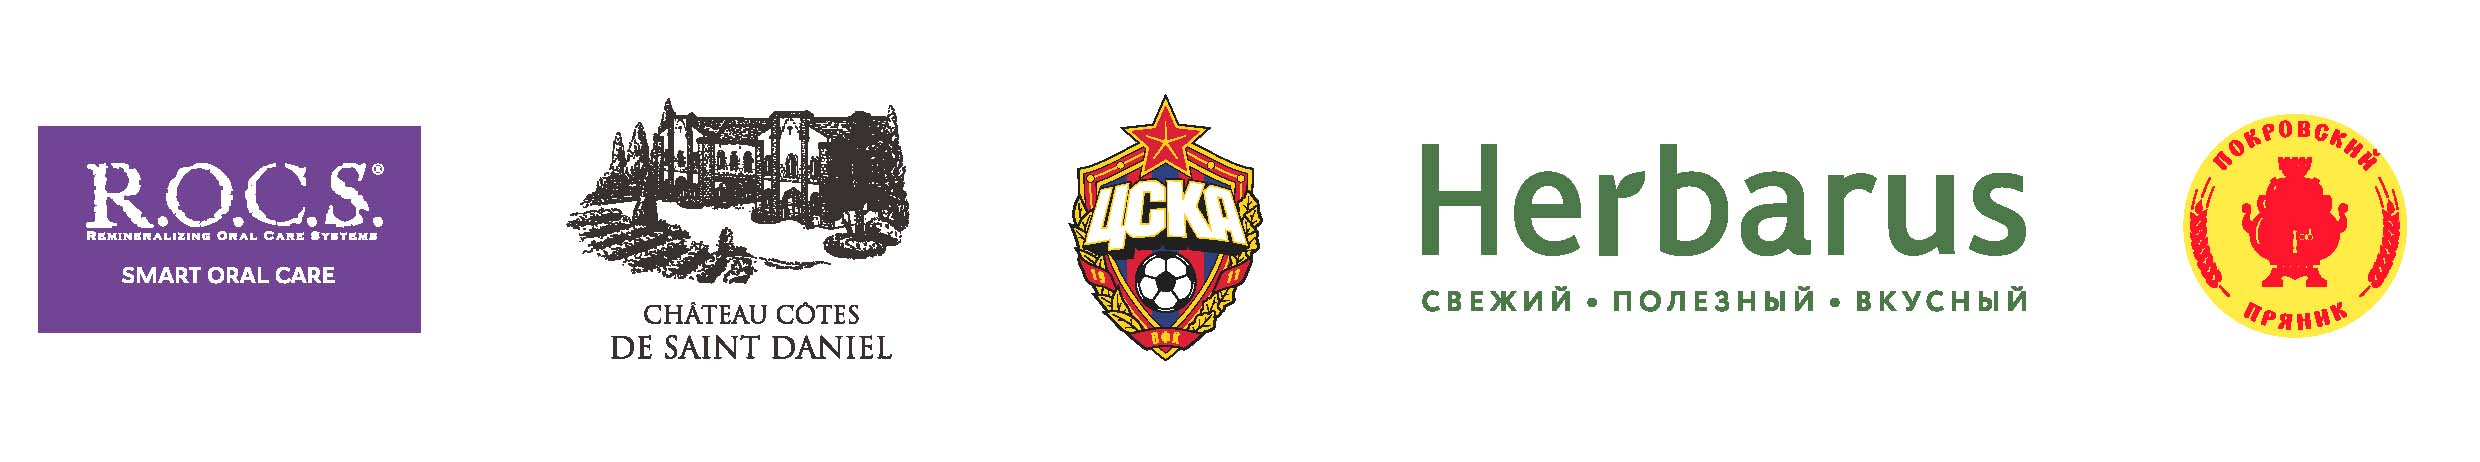 R.O.C.S.®
REMINERALIZING ORAL CARE SYSTEMS
SMART ORAL CARE
CHÂTEAU CÔTES
DE SAINT DANIEL
ЦСКА
19 11
ПФК
Herbarus
СВЕЖИЙ • ПОЛЕЗНЫЙ • ВКУСНЫЙ
ПОКРОВСКИЙ
ПРЯНИК